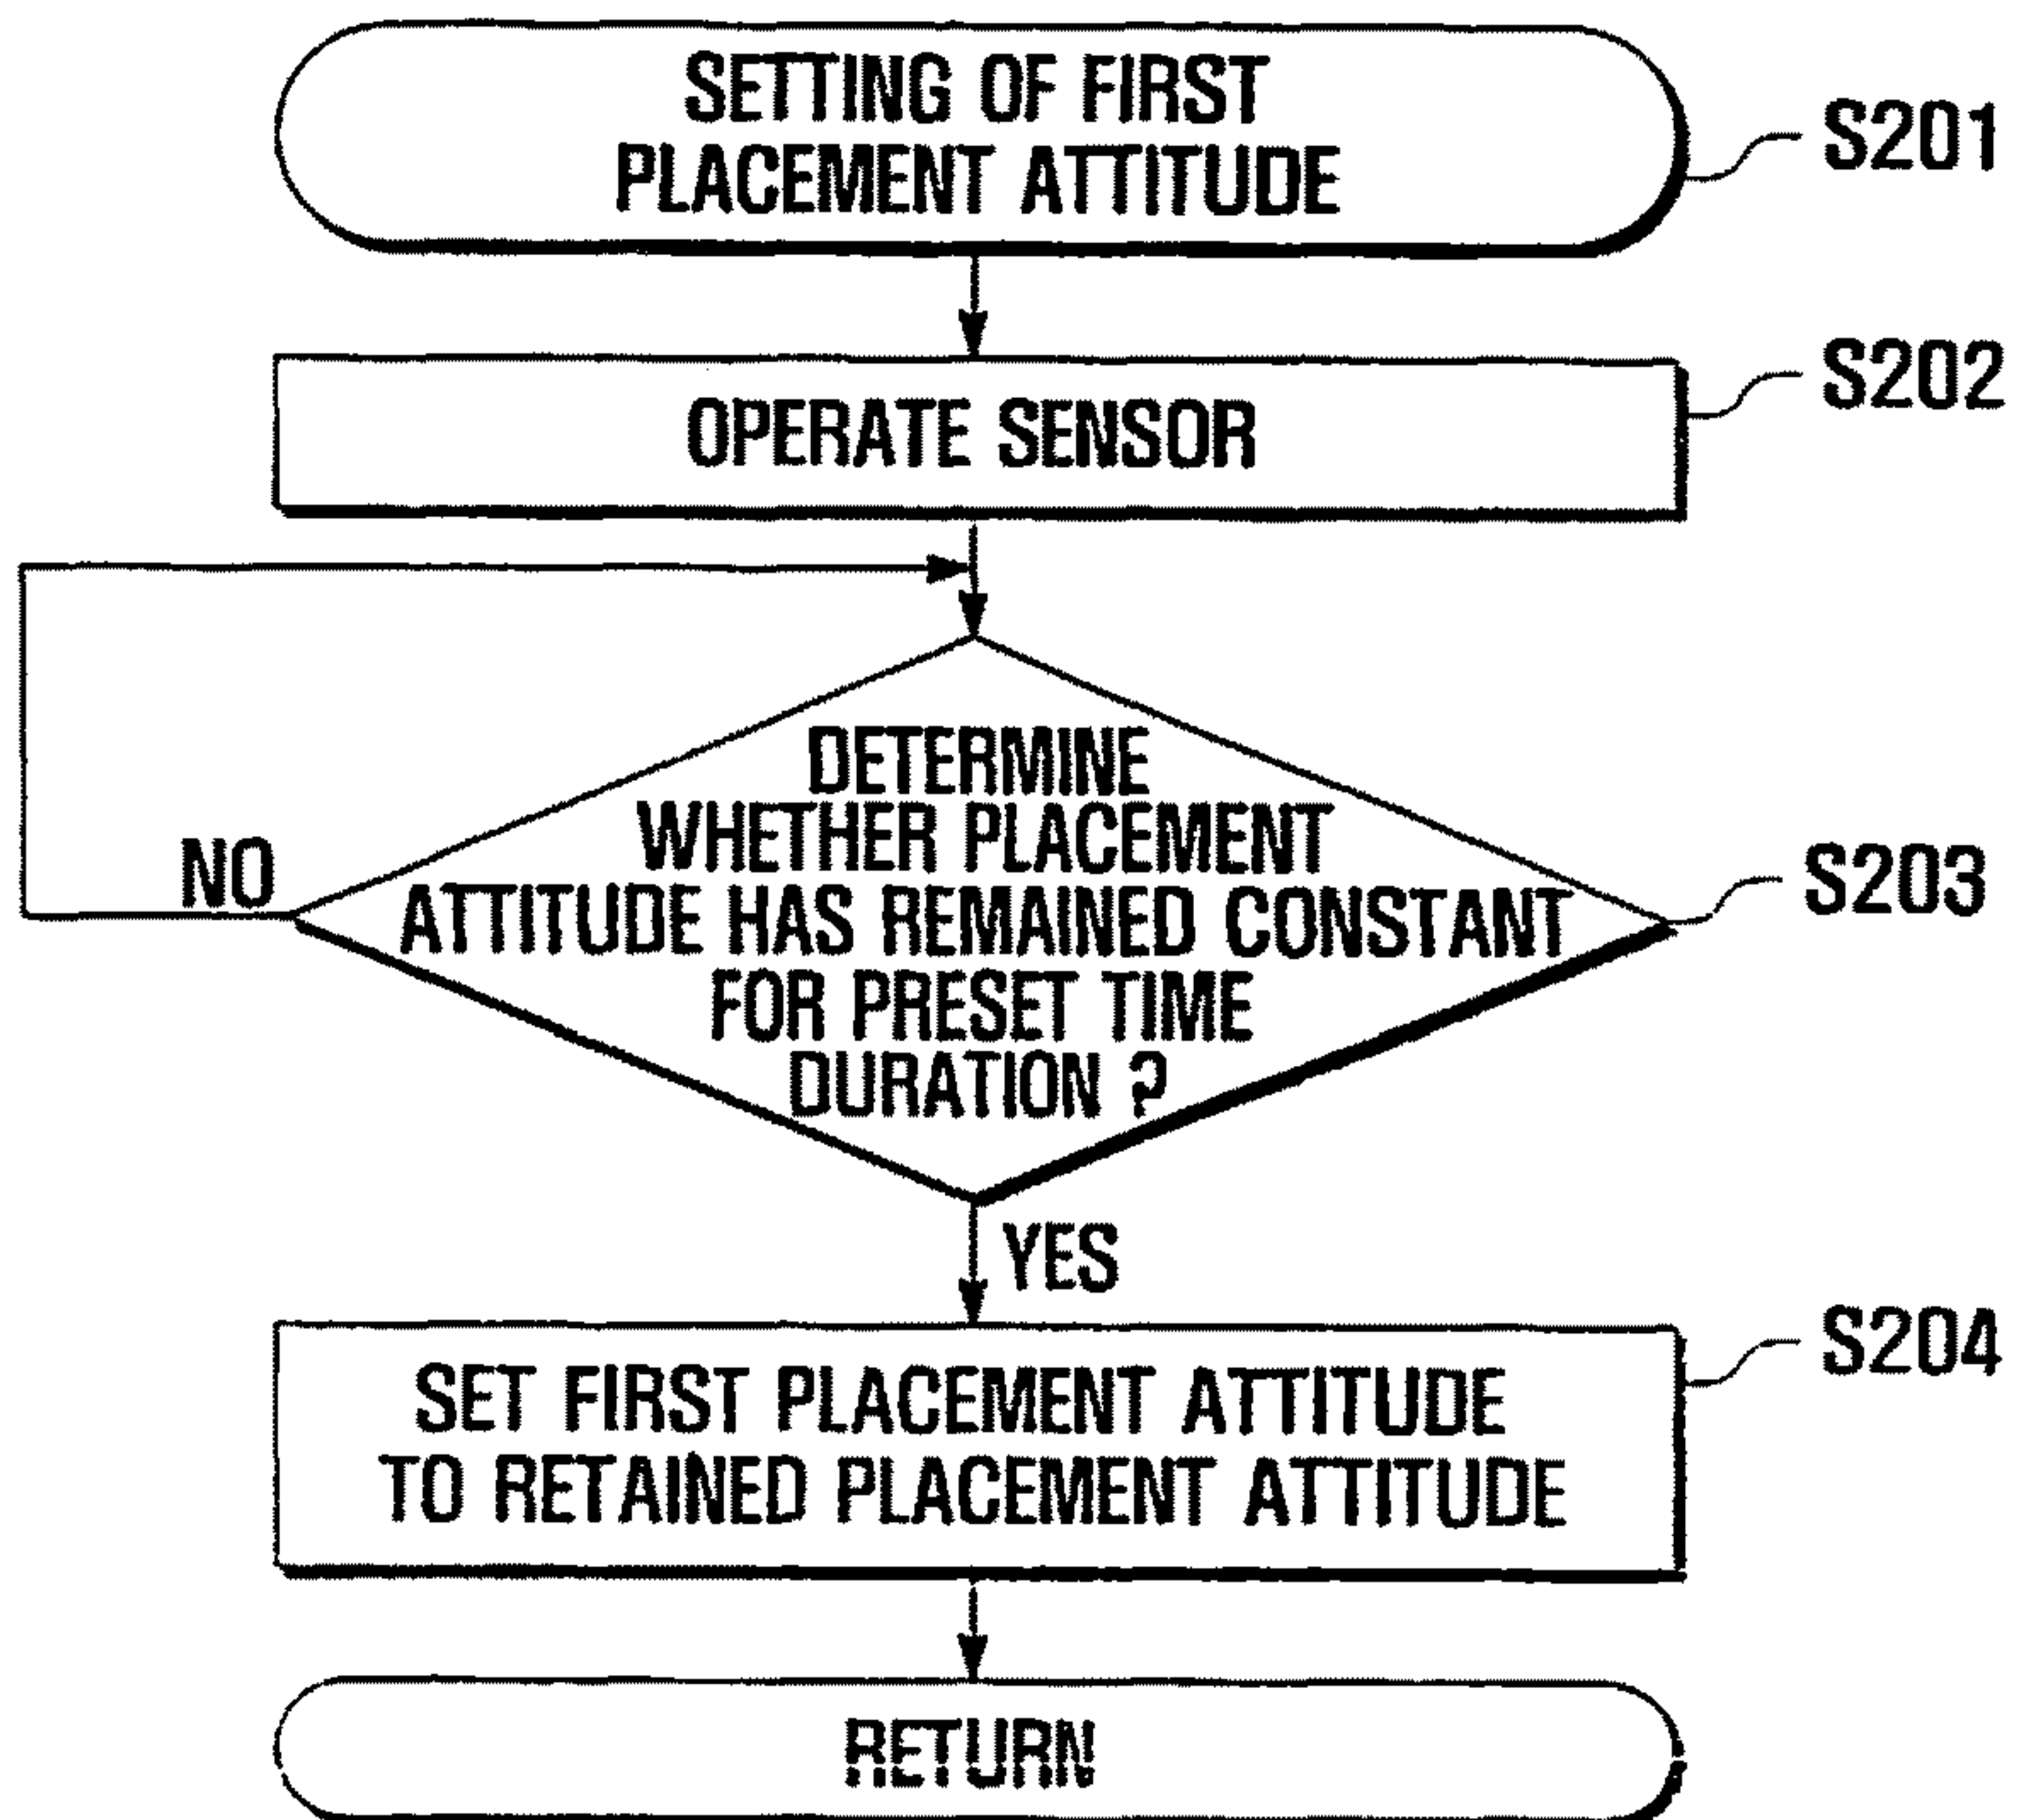 SETTING OF FIRST
PLACEMENT ATTITUDE
S201
OPERATE SENSOR
S202
DETERMINE
WHETHER PLACEMENT
ATTITUDE HAS REMAINED CONSTANT
FOR PRESET TIME
DURATION ?
S203
NO
YES
SET FIRST PLACEMENT ATTITUDE
TO RETAINED PLACEMENT ATTITUDE
S204
RETURN